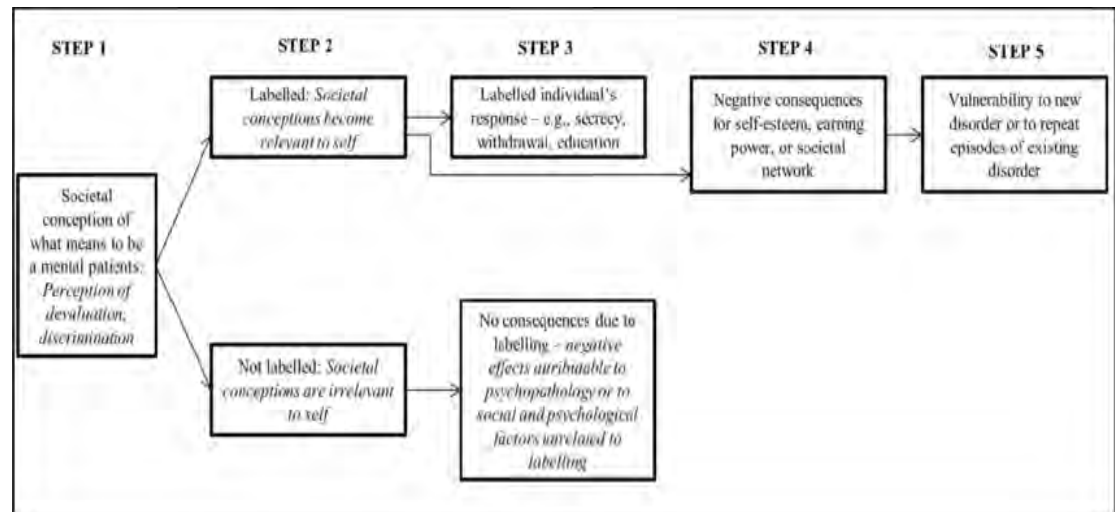 STEP 1
STEP 2
STEP 3
STEP 4
STEP 5
Societal
conception of
what means to be
a mental patients:
Perception of
devaluation,
discrimination
Labelled: Societal
conceptions become
relevant to self
Labelled individual's
response – e.g., secrecy,
withdrawal, education
Negative consequences
for self-esteem, earning
power, or societal
network
Vulnerability to new
disorder or to repeat
episodes of existing
disorder
Not labelled: Societal
conceptions are irrelevant
to self
No consequences due to
labelling – negative
effects attributable to
psychopathology or to
social and psychological
factors unrelated to
labelling